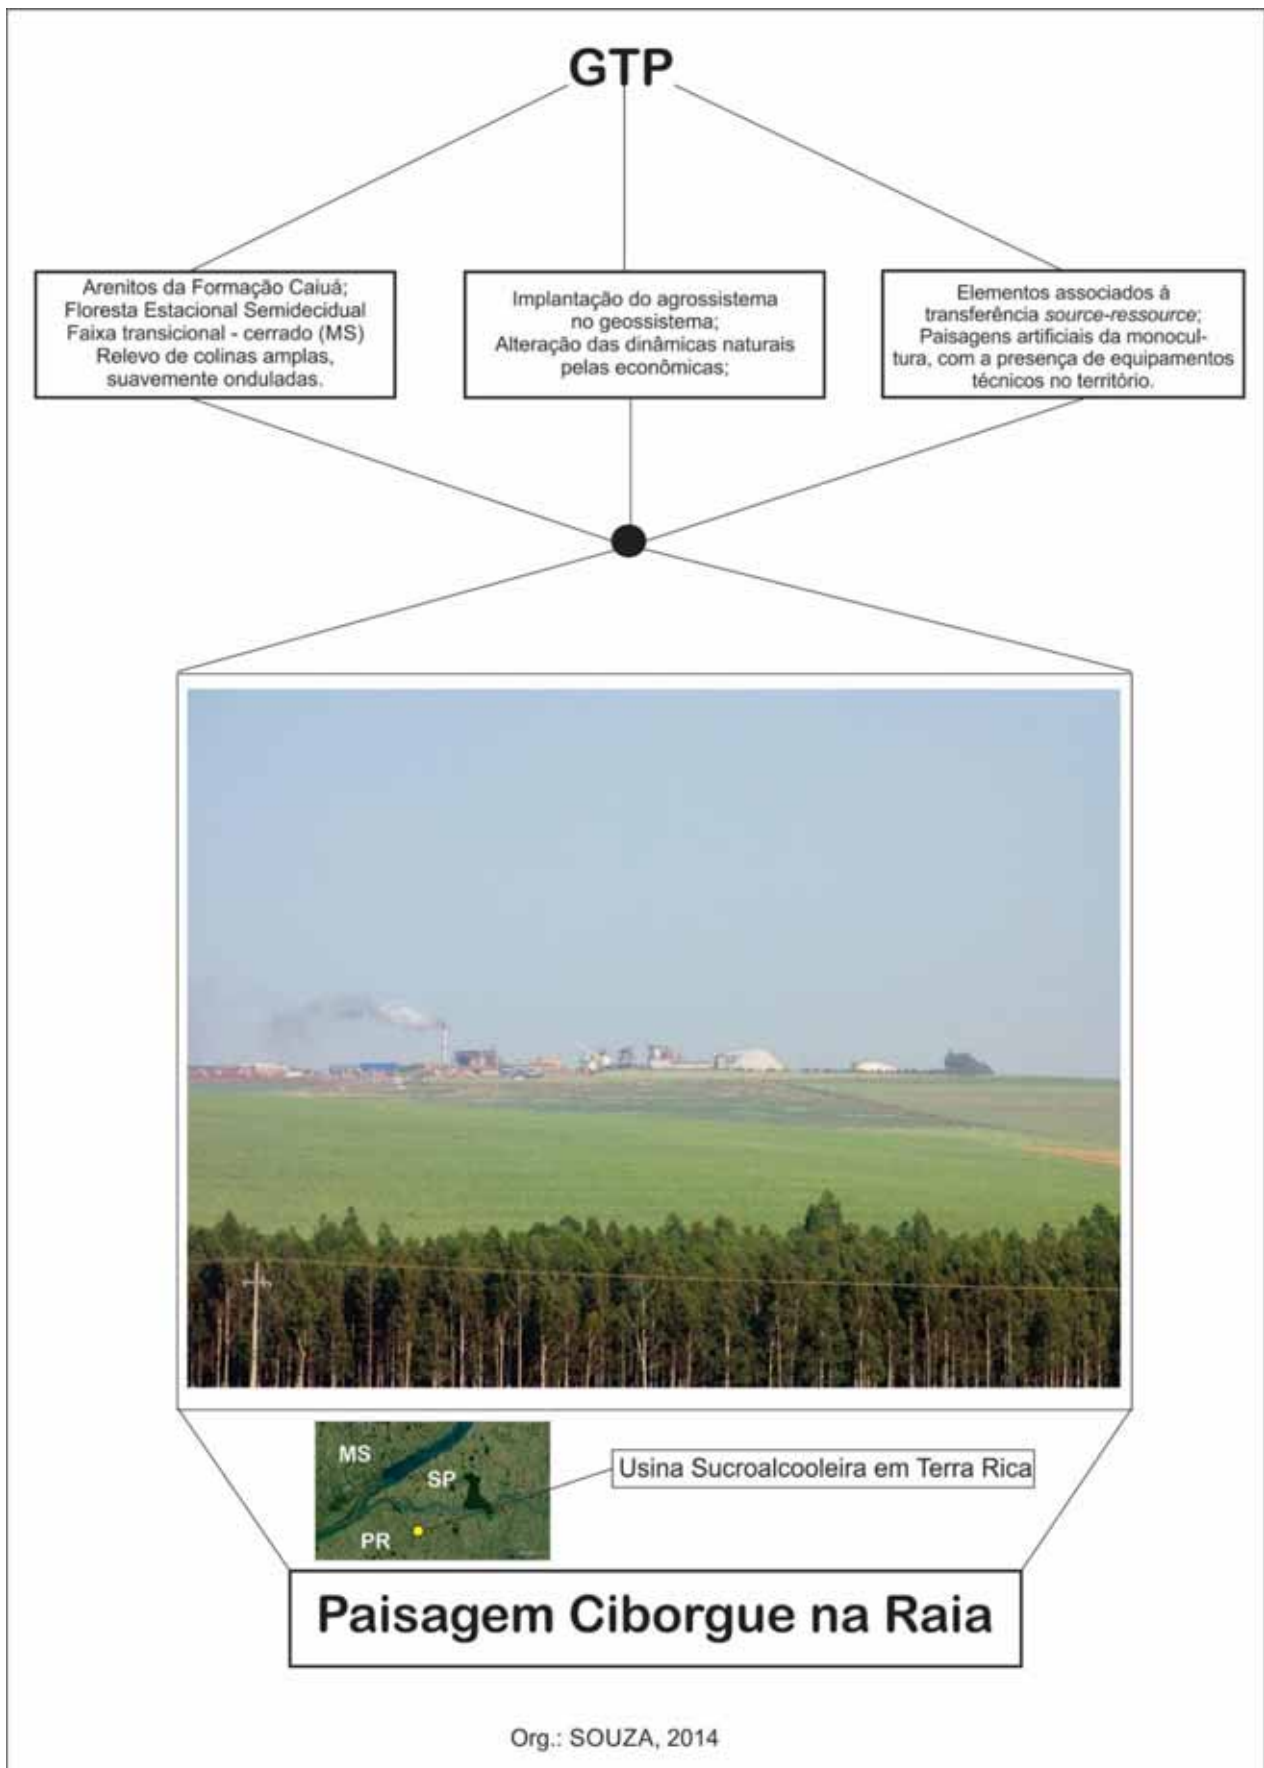 GTP
Arenitos da Formação Caiuá;
Floresta Estacional Semidecidual
Faixa transicional - cerrado (MS)
Relevo de colinas amplas,
suavemente onduladas.
Implantação do agrossistema
no geossistema;
Alteração das dinâmicas naturais
pelas econômicas;
Elementos associados á
transferência source-ressource;
Paisagens artificiais da monocul-
tura, com a presença de equipamentos
técnicos no território.
MS
SP
PR
Usina Sucroalcooleira em Terra Rica
Paisagem Ciborgue na Raia
Org.: SOUZA, 2014